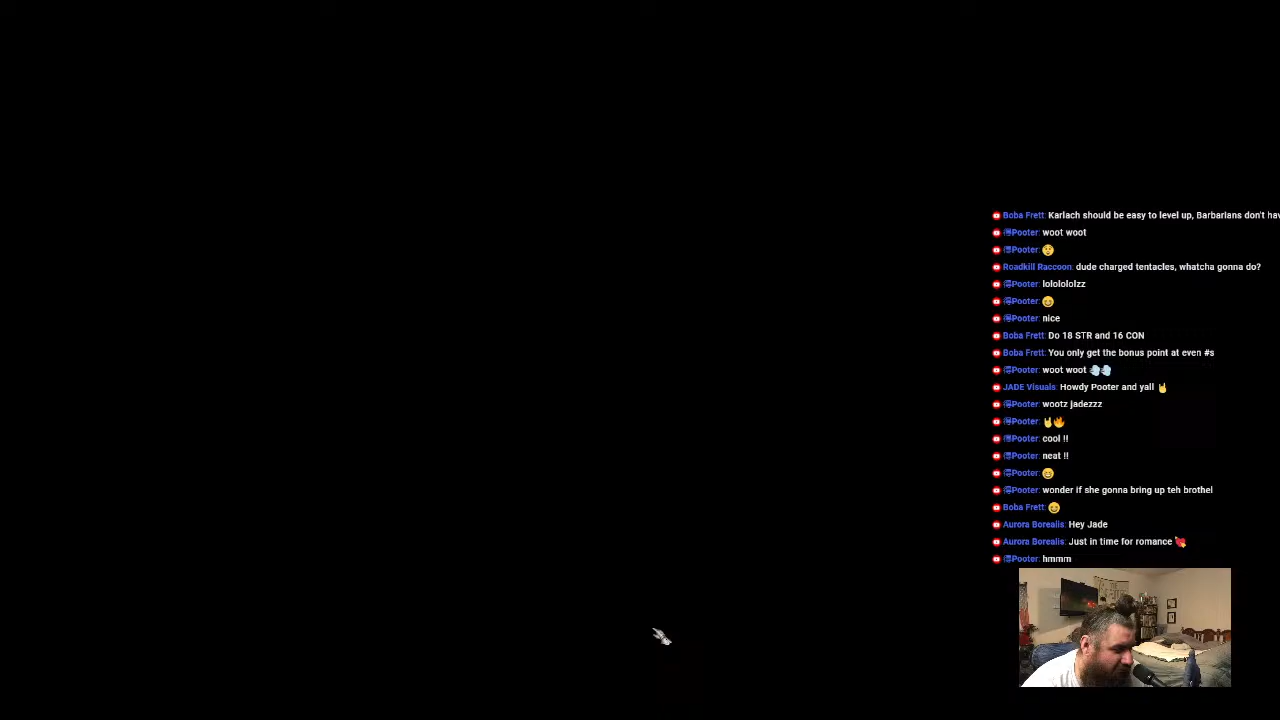 Boba Frett: Karlach should be easy to level up, Barbarians don't hav
Pooter: woot woot
Pooter: 😲
Roadkill Raccoon: dude charged tentacles, whatcha gonna do?
Pooter: lolololólzz
Pooter: 😆
Pooter: nice
Boba Frett: Do 18 STR and 16 CON
Boba Frett: You only get the bonus point at even #s
Pooter: woot woot 💨💨
JADE Visuals: Howdy Pooter and yall 🤘
Pooter: wootz jadezzz
Pooter: 🤘🔥
Pooter: cool !!
Pooter: neat !!
Pooter: 😆
Pooter: wonder if she gonna bring up teh brothel
Boba Frett: 😆
Aurora Borealis: Hey Jade
Aurora Borealis: Just in time for romance 💘
Pooter: hmmm